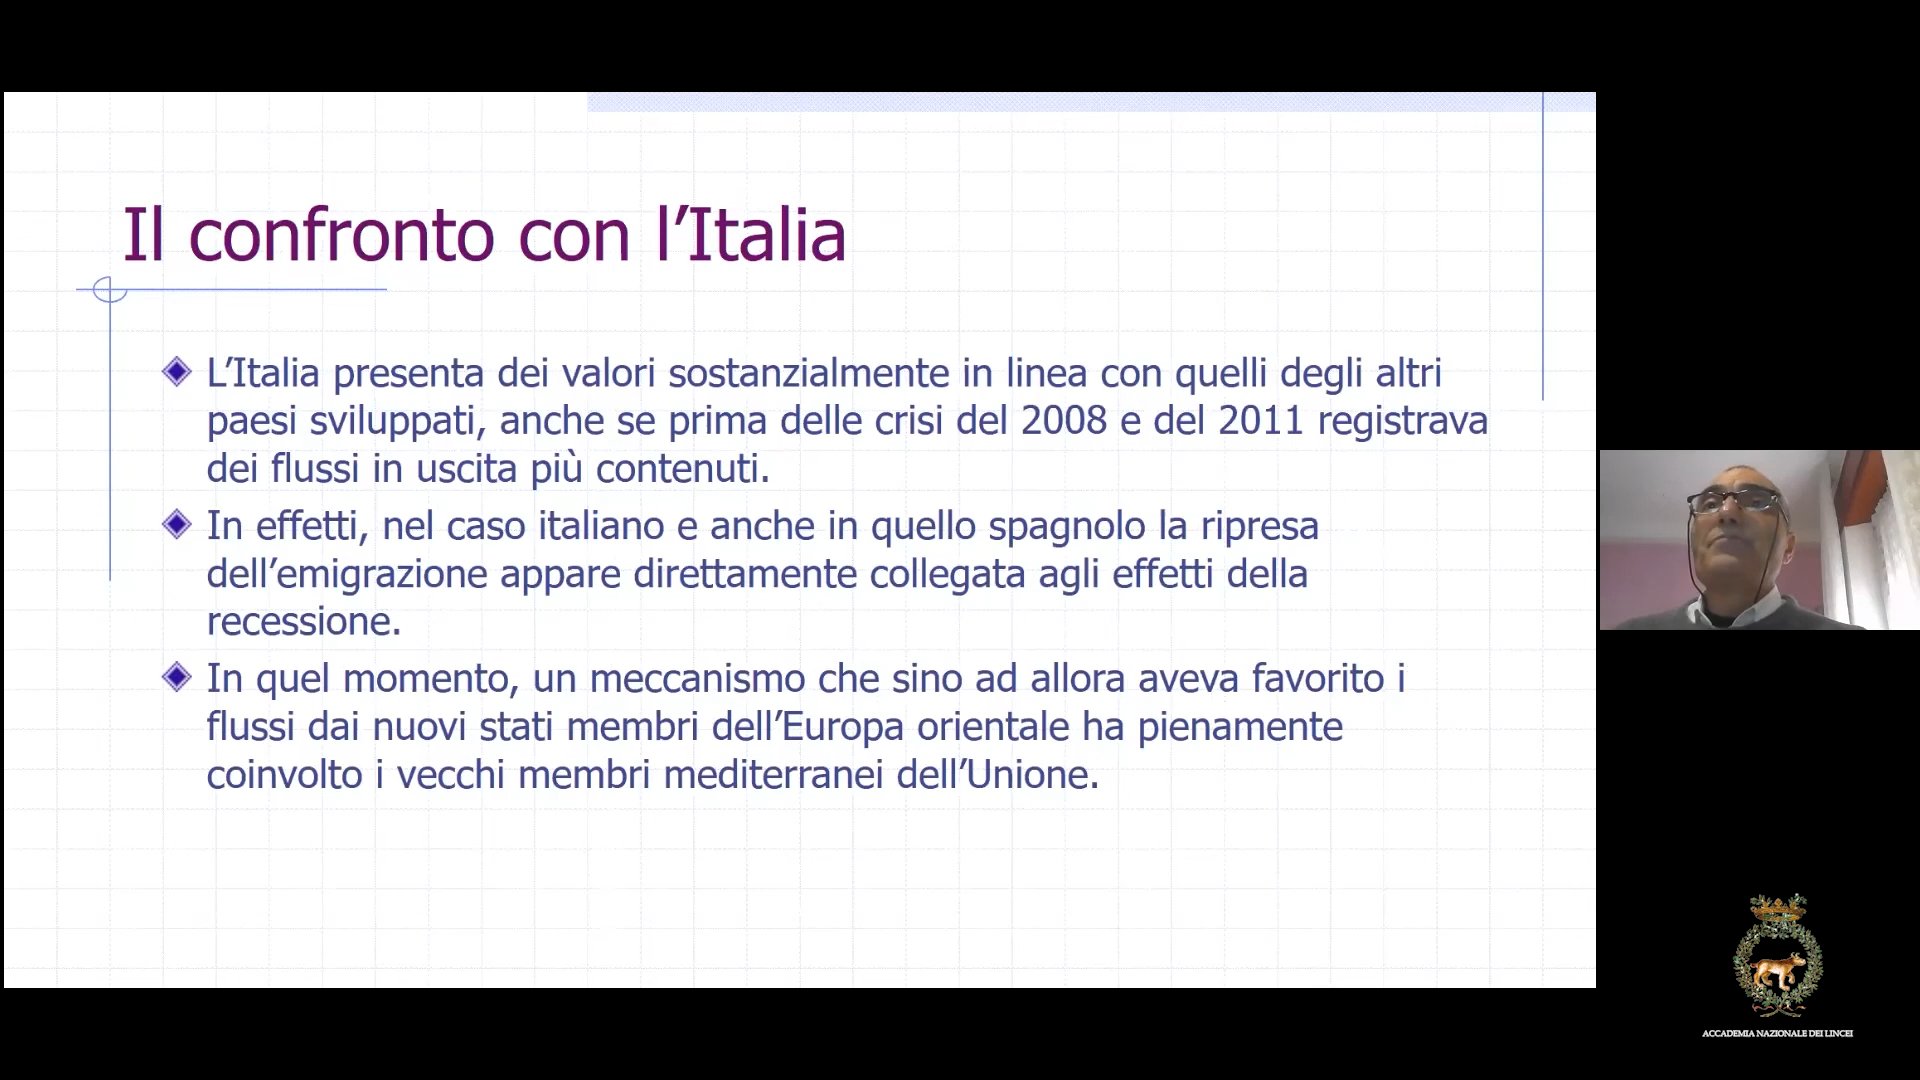 Il confronto con l’Italia
L’Italia presenta dei valori sostanzialmente in linea con quelli degli altri
paesi sviluppati, anche se prima delle crisi del 2008 e del 2011 registrava
dei flussi in uscita più contenuti.
In effetti, nel caso italiano e anche in quello spagnolo la ripresa
dell’emigrazione appare direttamente collegata agli effetti della
recessione.
In quel momento, un meccanismo che sino ad allora aveva favorito i
flussi dai nuovi stati membri dell’Europa orientale ha pienamente
coinvolto i vecchi membri mediterranei dell’Unione.
ACCADEMIA NAZIONALE DEI LINCEI